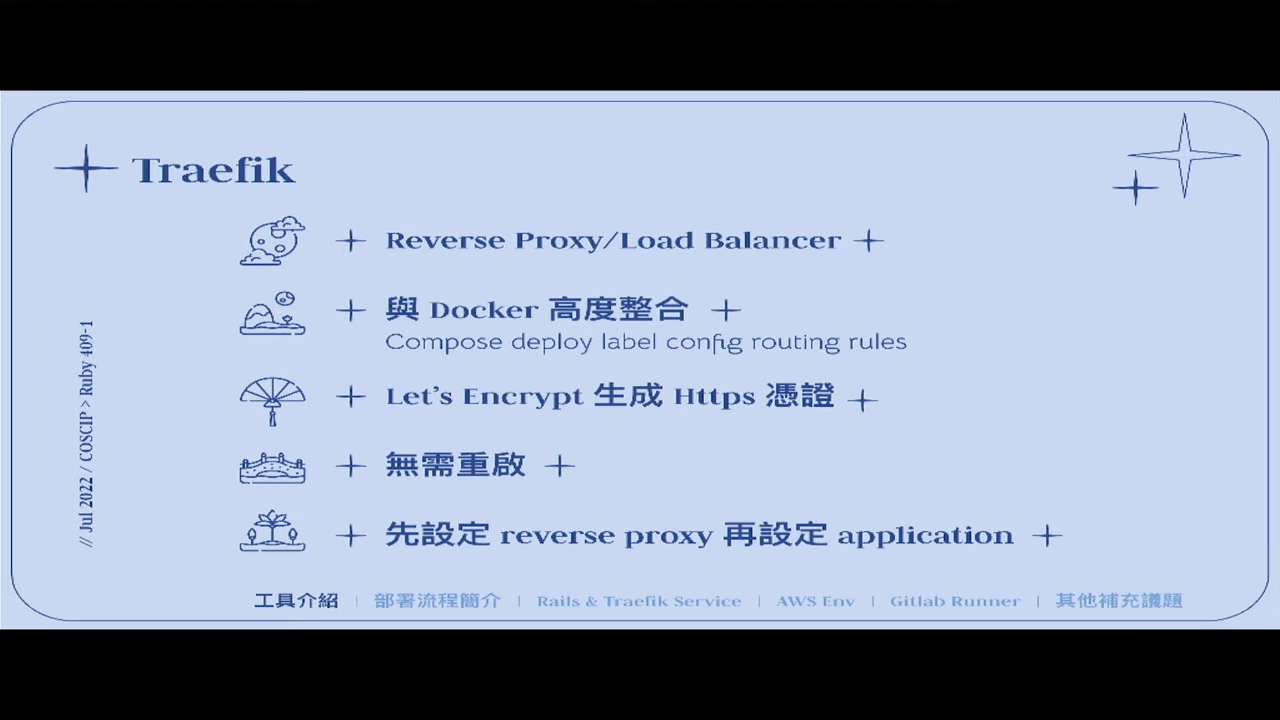 Traefik
Reverse Proxy/Load Balancer
與 Docker 高度整合
Compose deploy label config routing rules
Let's Encrypt 生成 Https 憑證
無需重啟
先設定 reverse proxy 再設定 application
// Jul 2022 / COSCIP > Ruby 409-1
工具介紹 | 部署流程簡介 | Rails & Traefik Service | AWS Env | Gitlab Runner | 其他補充議題